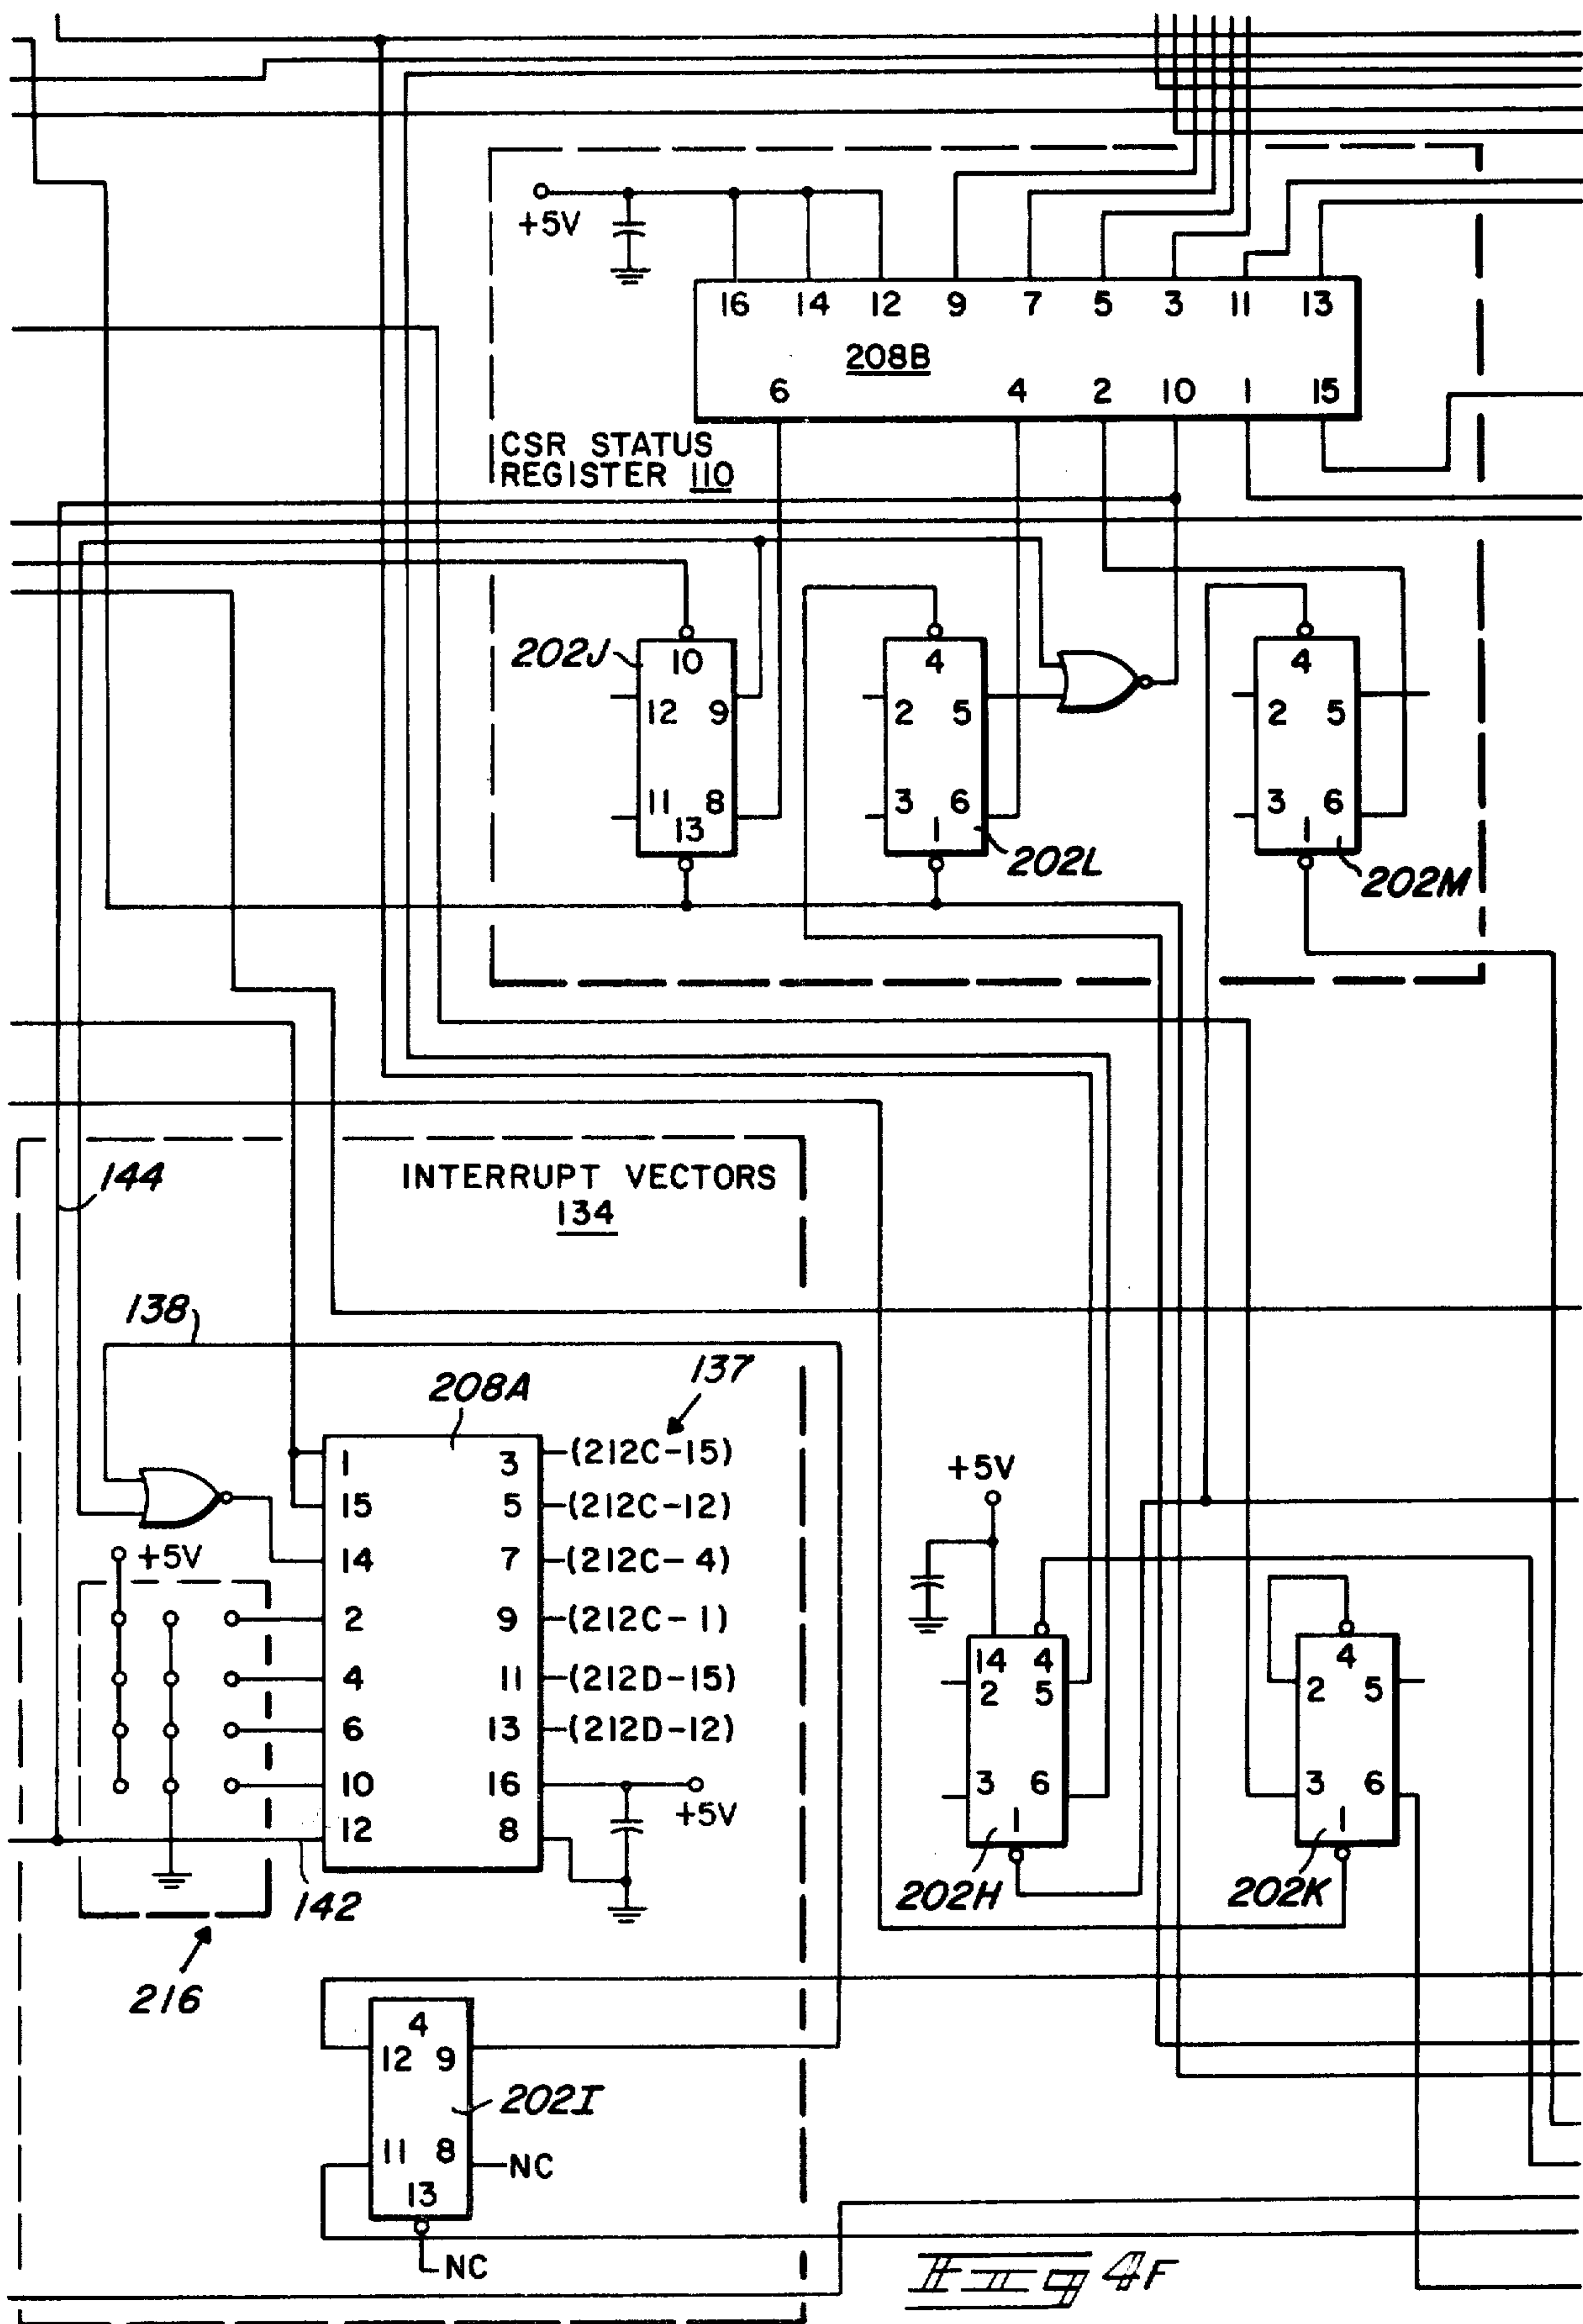 +5V
16 14 12 9 7 5 3 11 13
208B
6 4 2 10 1 15
CSR STATUS
REGISTER 110
202J
10
12 9
11 8
13
4
2 5
3 6
1
202L
4
2 5
3 6
1
202M
144
INTERRUPT VECTORS
134
138
137
208A
1 3 (212C-15)
15 5 (212C-12)
14 7 (212C-4)
2 9 (212C-1)
4 11 (212D-15)
6 13 (212D-12)
10 16
12 8
+5V
+5V
142
216
+5V
14 4
2 5
3 6
1
202H
4
2 5
3 6
1
202K
4
12 9
202I
11 8
NC
13
NC
Fig 4F